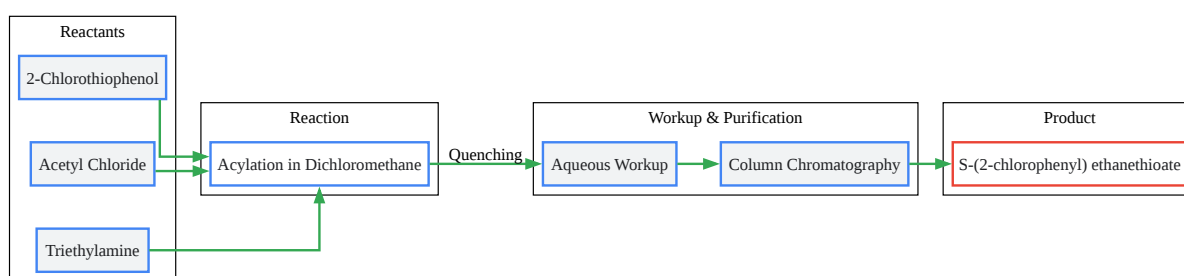 Reactants
2-Chlorothiophenol
Acetyl Chloride
Triethylamine
Reaction
Acylation in Dichloromethane
Quenching
Workup & Purification
Aqueous Workup
Column Chromatography
Product
S-(2-chlorophenyl) ethanethioate